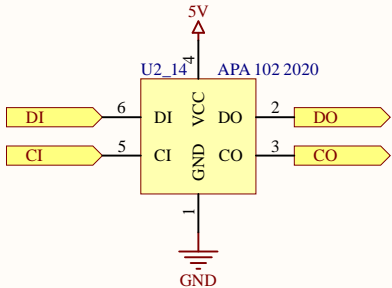 5V
4
U2_14 APA 102 2020
DI 6 DI VCC DO 2 DO
CI 5 CI GND CO 3 CO
1
GND